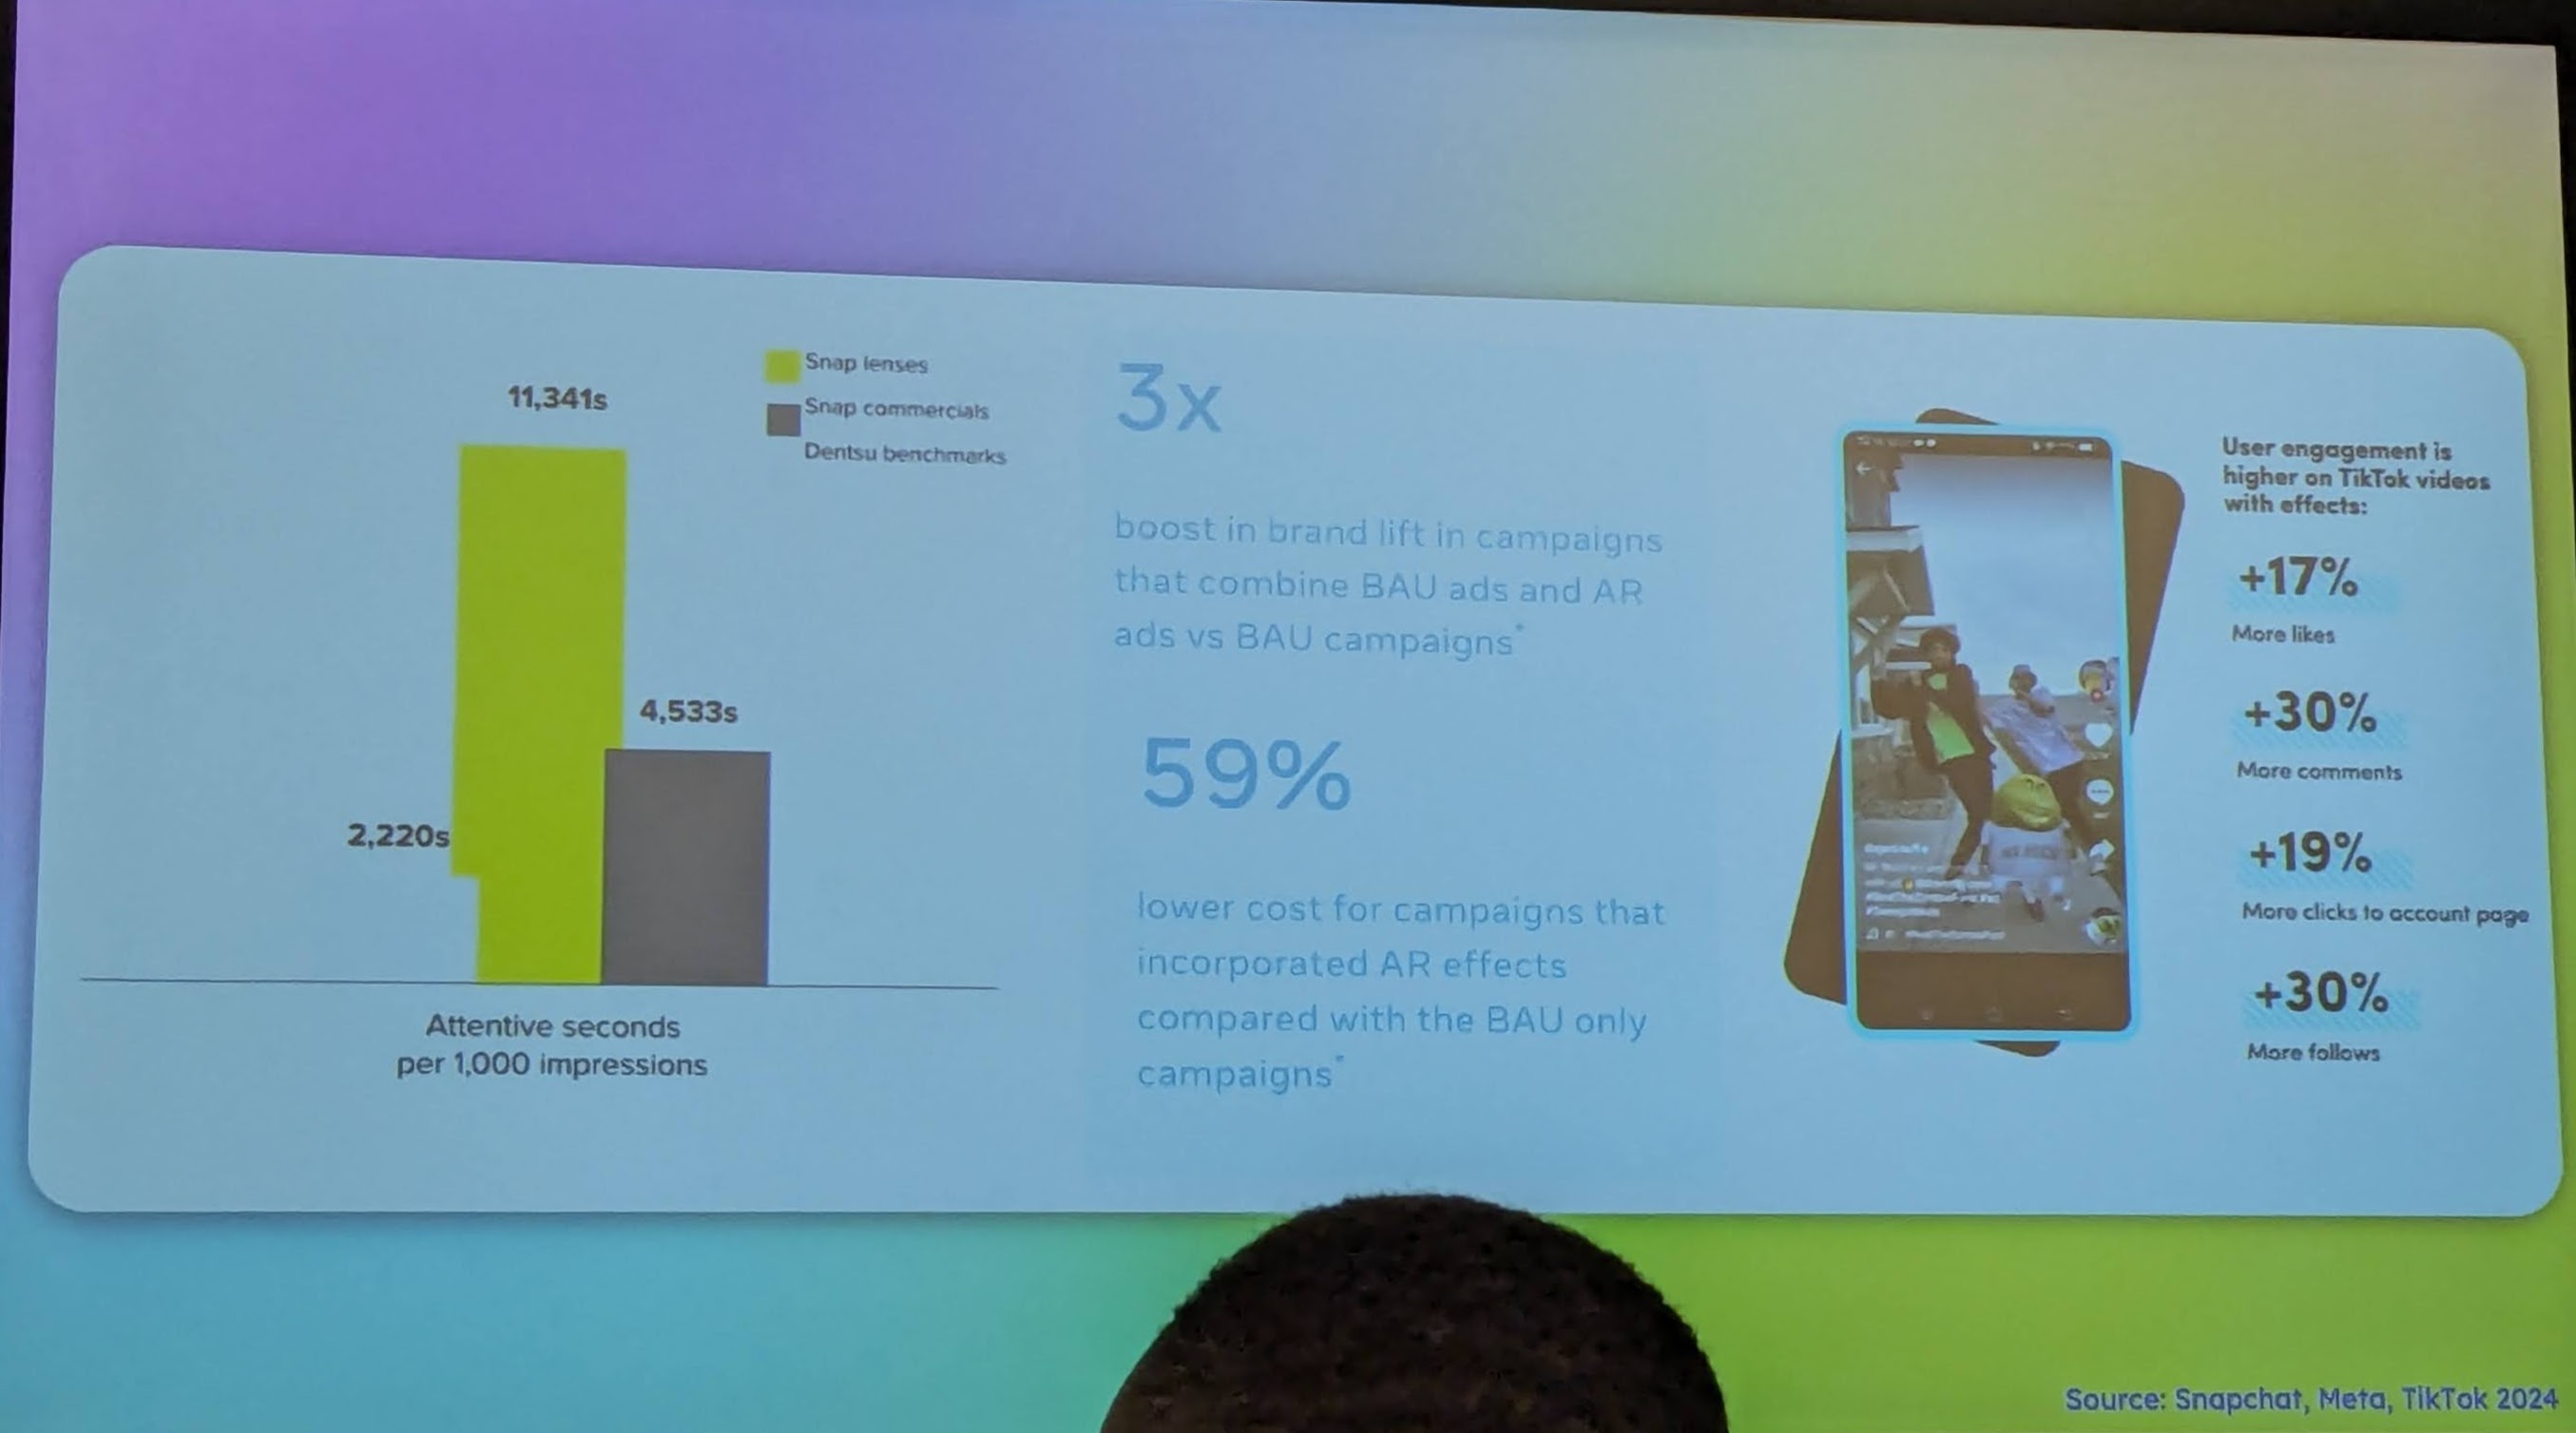 11,341s
Snap lenses
Snap commercials
Dentsu benchmarks
4,533s
2,220s
Attentive seconds
per 1,000 impressions
3x
boost in brand lift in campaigns
that combine BAU ads and AR
ads vs BAU campaigns*
59%
lower cost for campaigns that
incorporated AR effects
compared with the BAU only
campaigns*
User engagement is
higher on TikTok videos
with effects:
+17%
More likes
+30%
More comments
+19%
More clicks to account page
+30%
More follows
Source: Snapchat, Meta, TikTok 2024